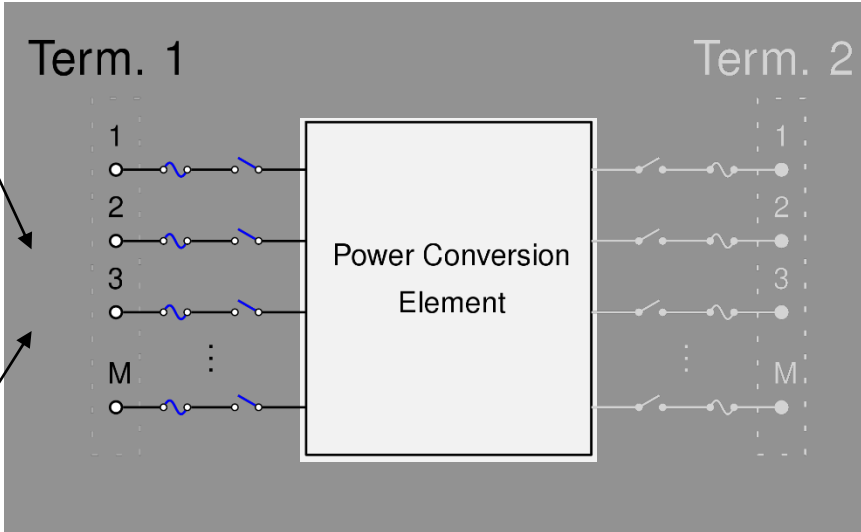 Term. 1
Term. 2
1
2
3
⋮
M
Power Conversion
Element
1
2
3
⋮
M